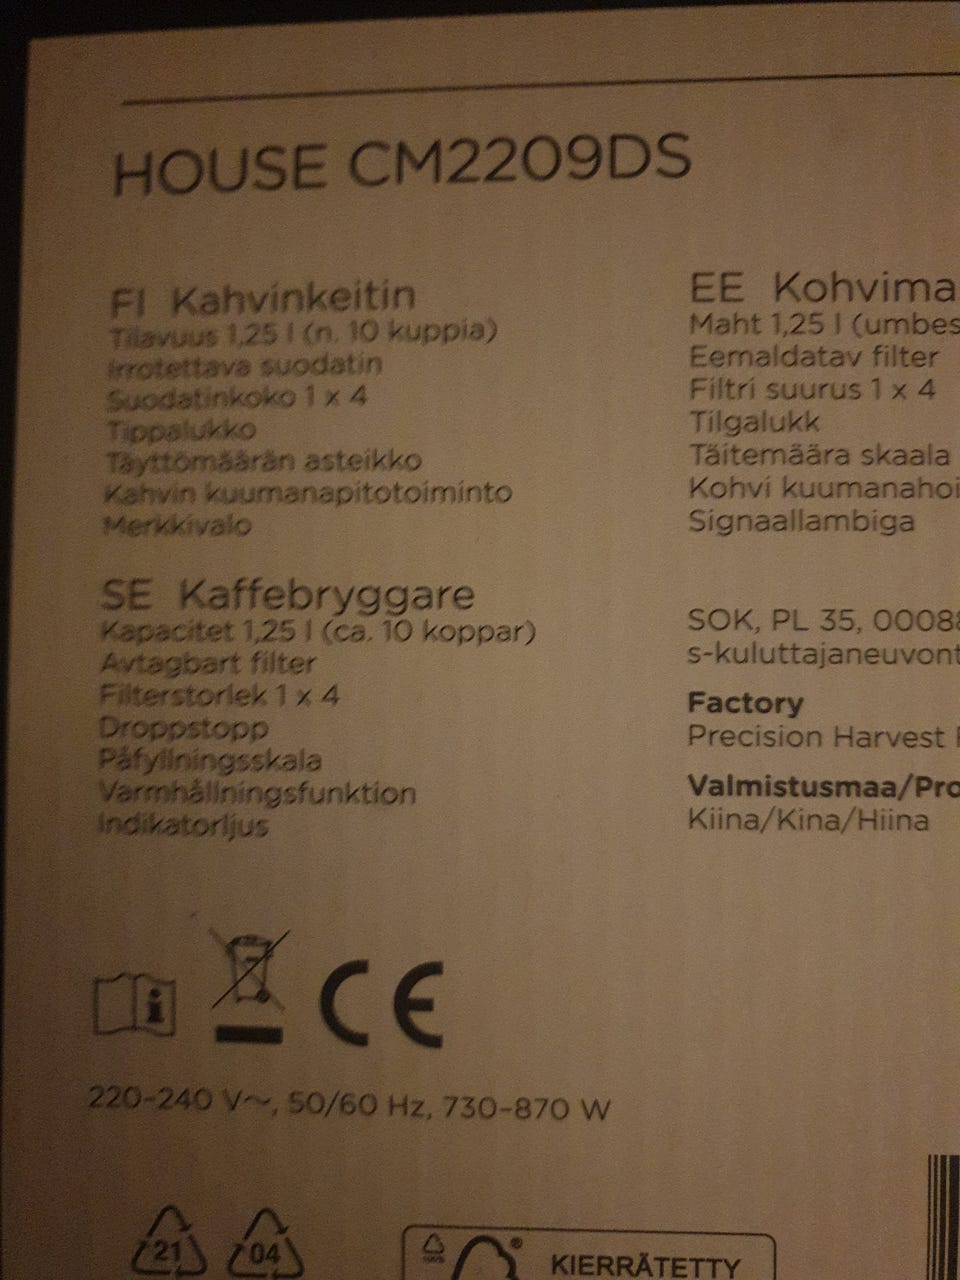 HOUSE CM2209DS
FI Kahvinkeitin
Tilavuus 1,25 l (n. 10 kuppia)
Irrotettava suodatin
Suodatinkoko 1 x 4
Tippalukko
Täyttömäärän asteikko
Kahvin kuumanapitotoiminto
Merkkivalo
SE Kaffebryggare
Kapacitet 1,25 l (ca. 10 koppar)
Avtagbart filter
Filterstorlek 1 x 4
Droppstopp
Påfyllningsskala
Varmhållningsfunktion
Indikatorljus
EE Kohvima
Maht 1,25 l (umbes
Eemaldatav filter
Filtri suurus 1 x 4
Tilgalukk
Täitemäära skaala
Kohvi kuumanahoi
Signaallambiga
SOK, PL 35, 00088
s-kuluttajaneuvont
Factory
Precision Harvest
Valmistusmaa/Pro
Kiina/Kina/Hiina
i
CE
220-240 V~, 50/60 Hz, 730-870 W
21
04
KIERRÄTETTY